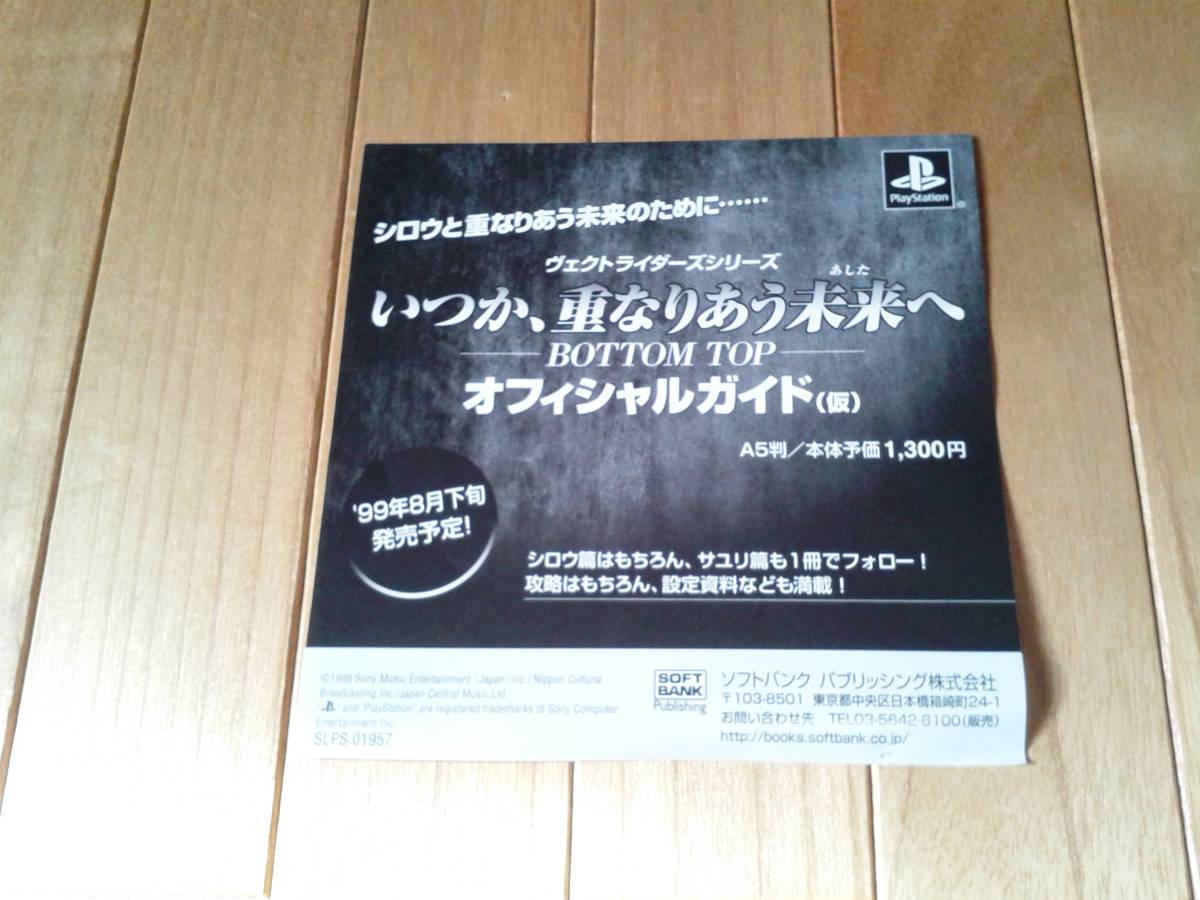 PlayStation
シロウと重なりあう未来のために……
ヴェクトライダーズシリーズ
あした
いつか、重なりあう未来へ
BOTTOM TOP
オフィシャルガイド(仮)
A5判/本体予価1,300円
'99年8月下旬
発売予定!
シロウ篇はもちろん、サユリ篇も1冊でフォロー!
攻略はもちろん、設定資料なども満載!
©1999 Sony Music Entertainment (Japan) Inc./ Nippon Cultural
Broadcasting.Inc/Japan Central Music.Ltd.
" " and "PlayStation" are registered trademarks of Sony Computer
Entertainment Inc.
SLPS 01957
SOFT
BANK
Publishing
ソフトバンク パブリッシング株式会社
〒103-8501 東京都中央区日本橋箱崎町24-1
お問い合わせ先 TEL03-5642-8100(販売)
http://books.softbank.co.jp/